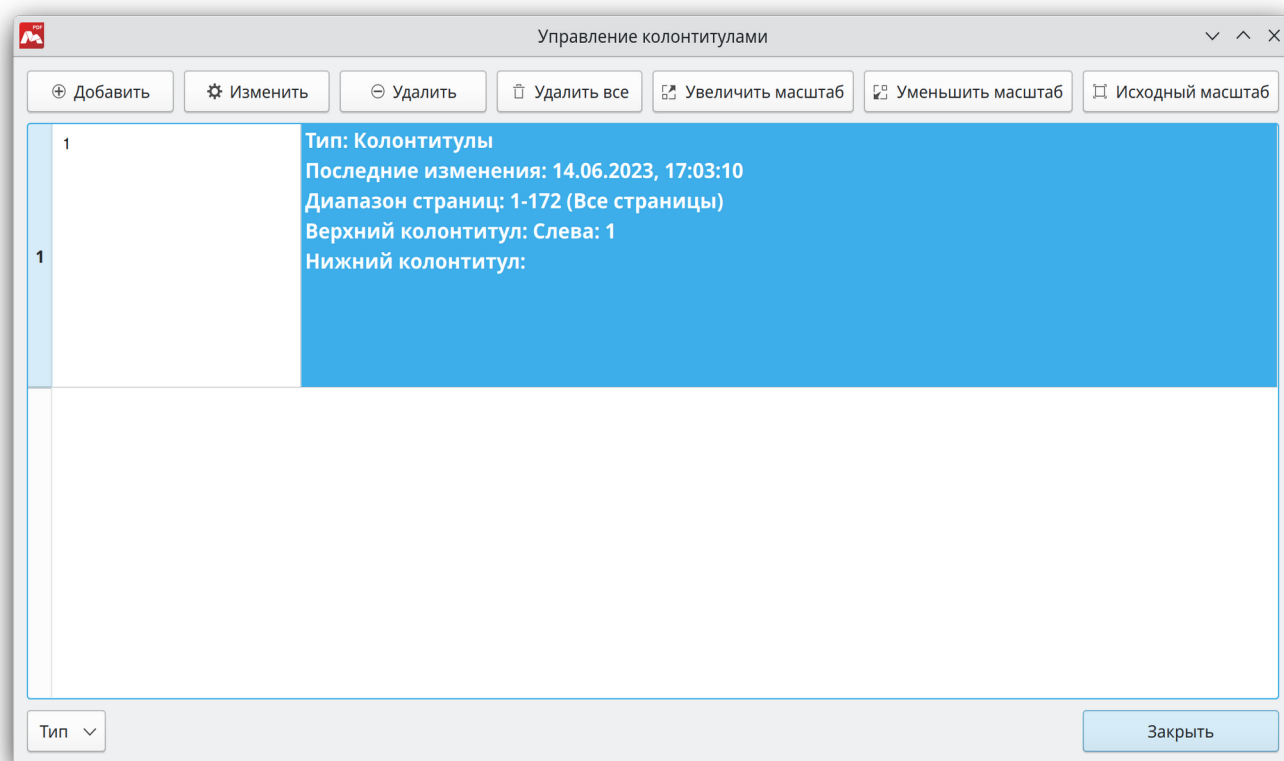 PDF
Управление колонтитулами
Добавить Изменить Удалить Удалить все Увеличить масштаб Уменьшить масштаб Исходный масштаб
1
Тип: Колонтитулы
Последние изменения: 14.06.2023, 17:03:10
Диапазон страниц: 1-172 (Все страницы)
Верхний колонтитул: Слева: 1
1
Нижний колонтитул:
Тип
Закрыть